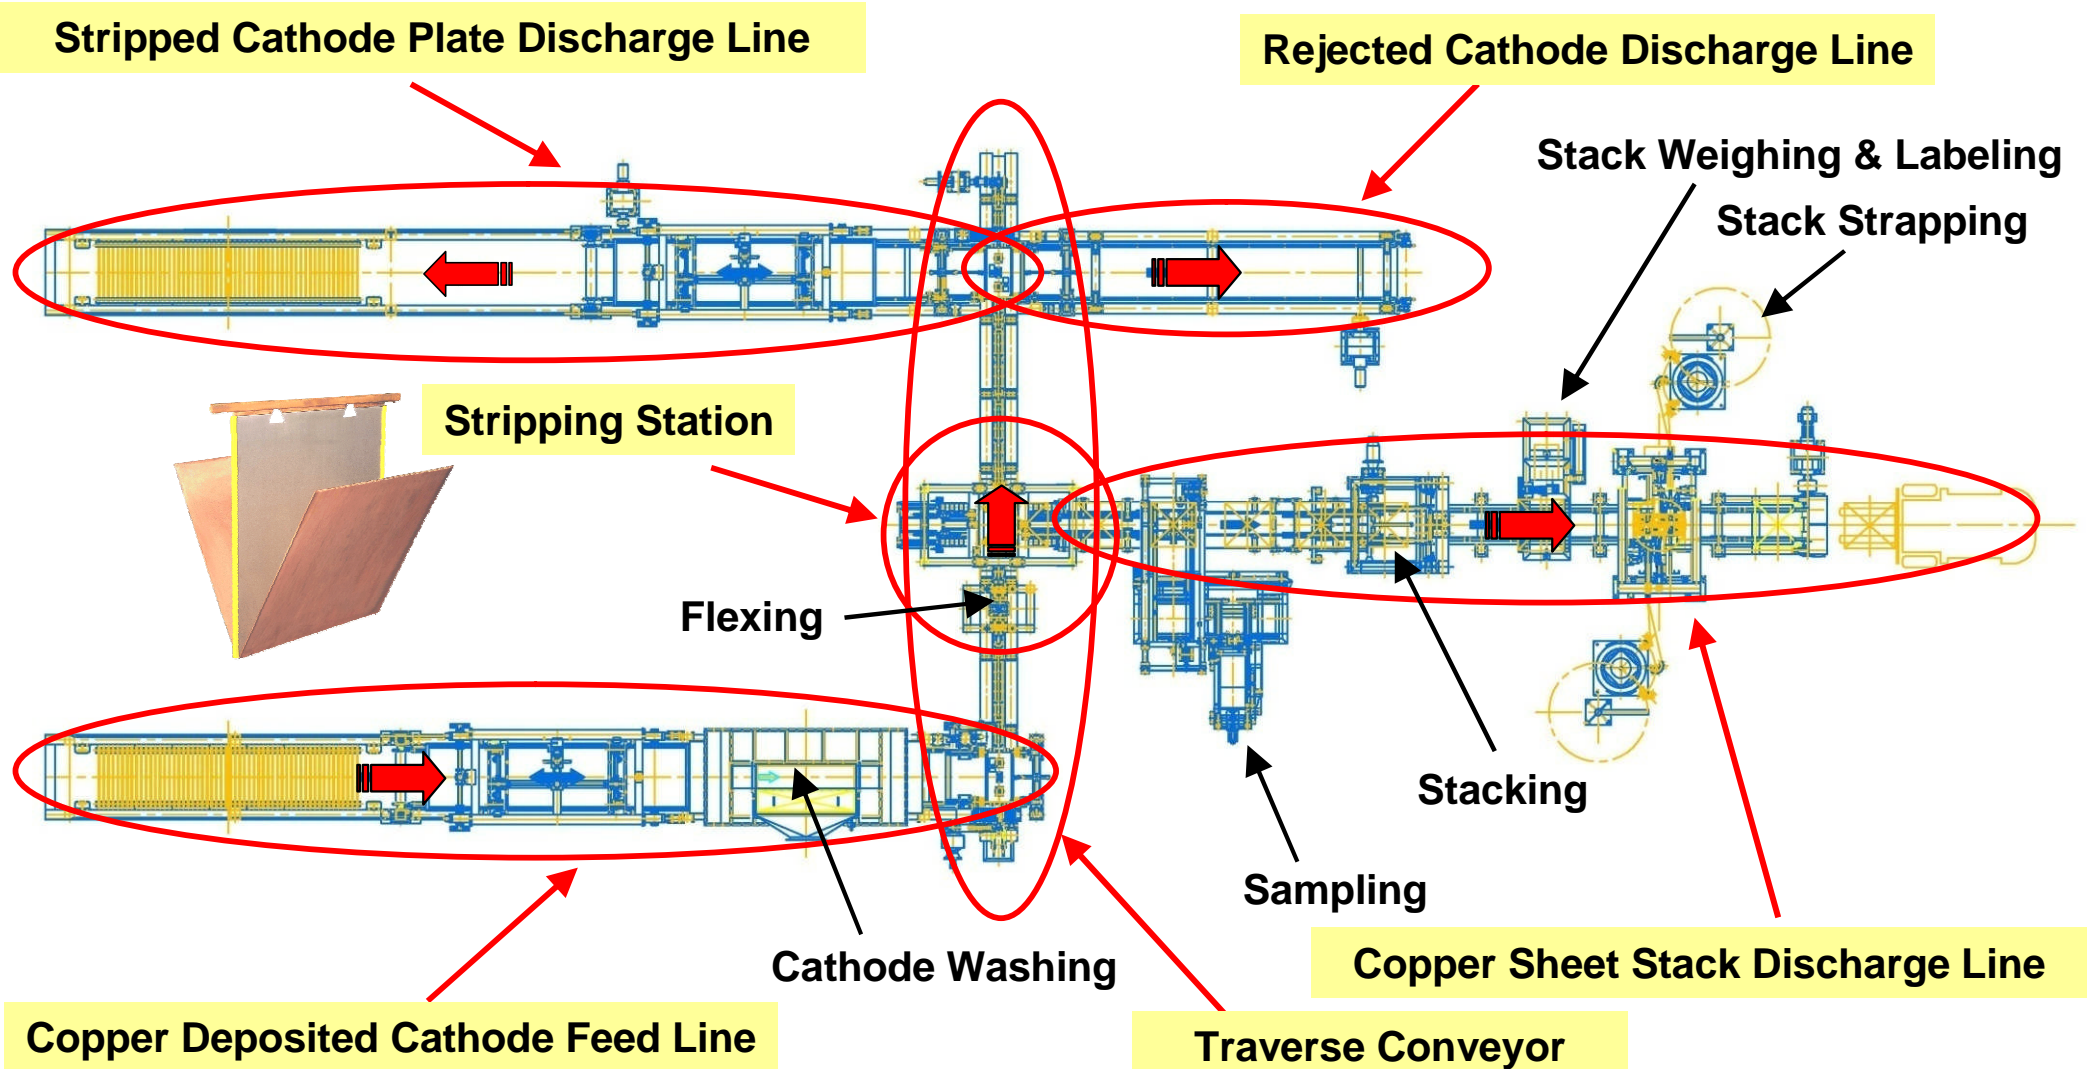 Stripped Cathode Plate Discharge Line
Rejected Cathode Discharge Line
Stack Weighing & Labeling
Stack Strapping
Stripping Station
Flexing
Stacking
Sampling
Cathode Washing
Copper Sheet Stack Discharge Line
Copper Deposited Cathode Feed Line
Traverse Conveyor